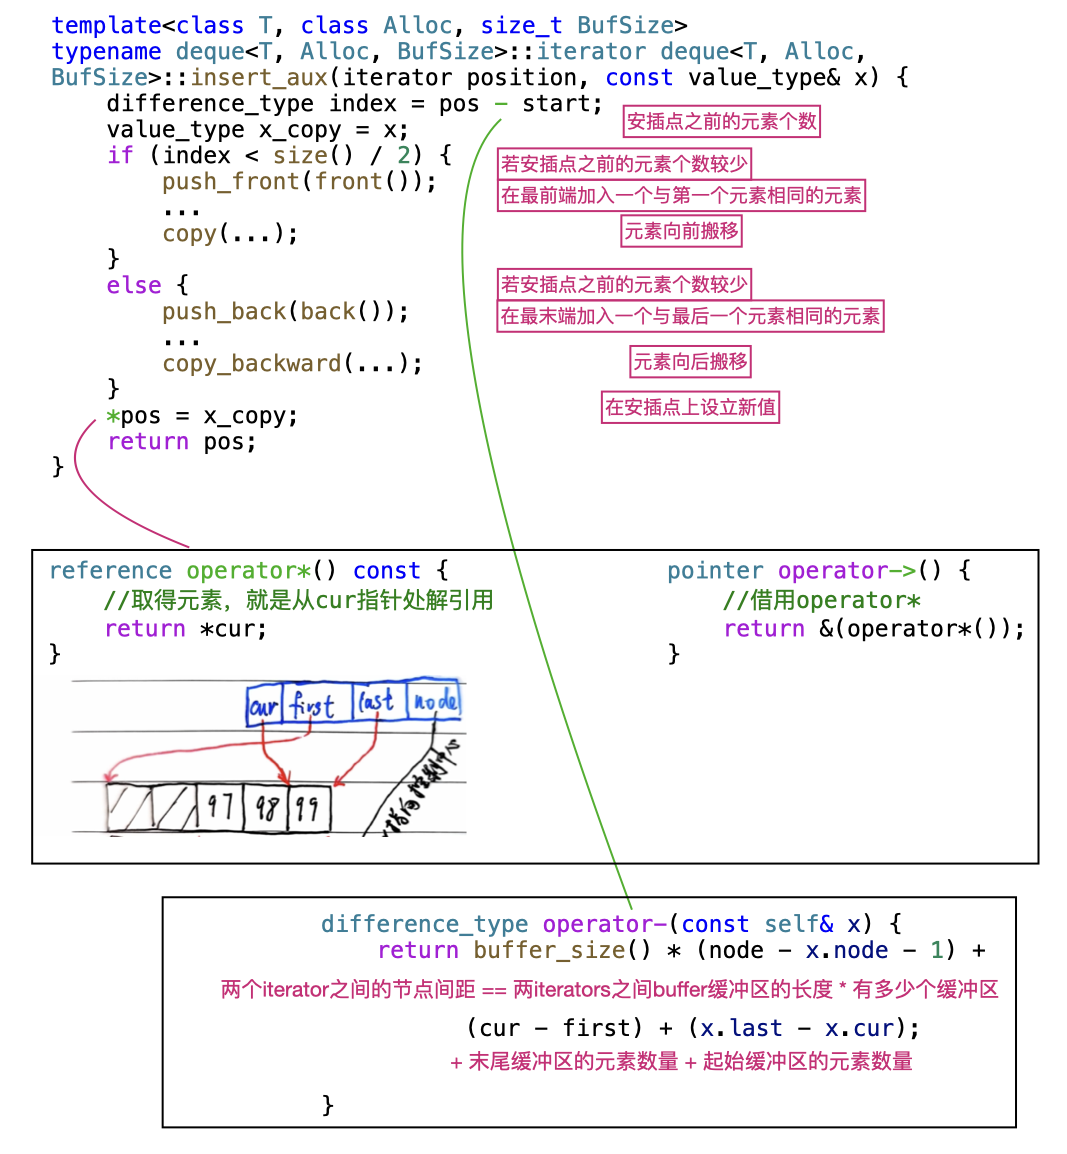 template<class T, class Alloc, size_t BufSize>
typename deque<T, Alloc, BufSize>::iterator deque<T, Alloc,
BufSize>::insert_aux(iterator position, const value_type& x) {
difference_type index = pos - start;
安插点之前的元素个数
value_type x_copy = x;
if (index < size() / 2) {
若安插点之前的元素个数较少
push_front(front());
在最前端加入一个与第一个元素相同的元素
...
copy(...);
元素向前搬移
}
else {
若安插点之前的元素个数较少
push_back(back());
在最末端加入一个与最后一个元素相同的元素
...
copy_backward(...);
元素向后搬移
}
*pos = x_copy;
在安插点上设立新值
return pos;
}
reference operator*() const {
//取得元素，就是从cur指针处解引用
return *cur;
}
pointer operator->() {
//借用operator*
return &(operator*());
}
cur first last node
97 98 99
指向控制中心
difference_type operator-(const self& x) {
return buffer_size() * (node - x.node - 1) +
两个iterator之间的节点间距 == 两iterators之间buffer缓冲区的长度 * 有多少个缓冲区
(cur - first) + (x.last - x.cur);
+ 末尾缓冲区的元素数量 + 起始缓冲区的元素数量
}